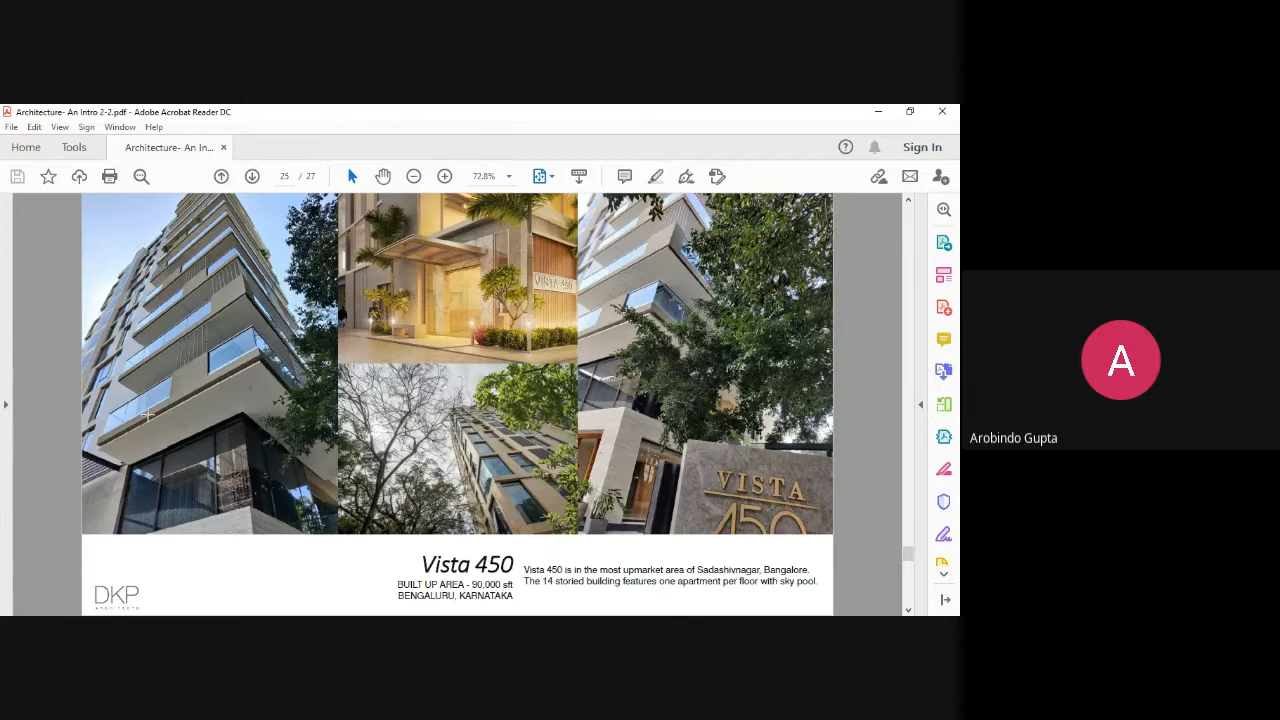 Architecture- An Intro 2-2.pdf - Adobe Acrobat Reader DC
File Edit View Sign Window Help
Home Tools Architecture- An In... × Sign In
25 / 27 72.8%
VISTA 450
VISTA
450
Vista 450
BUILT UP AREA - 90,000 sft
BENGALURU, KARNATAKA
Vista 450 is in the most upmarket area of Sadashivnagar, Bangalore.
The 14 storied building features one apartment per floor with sky pool.
DKP
A
Arobindo Gupta